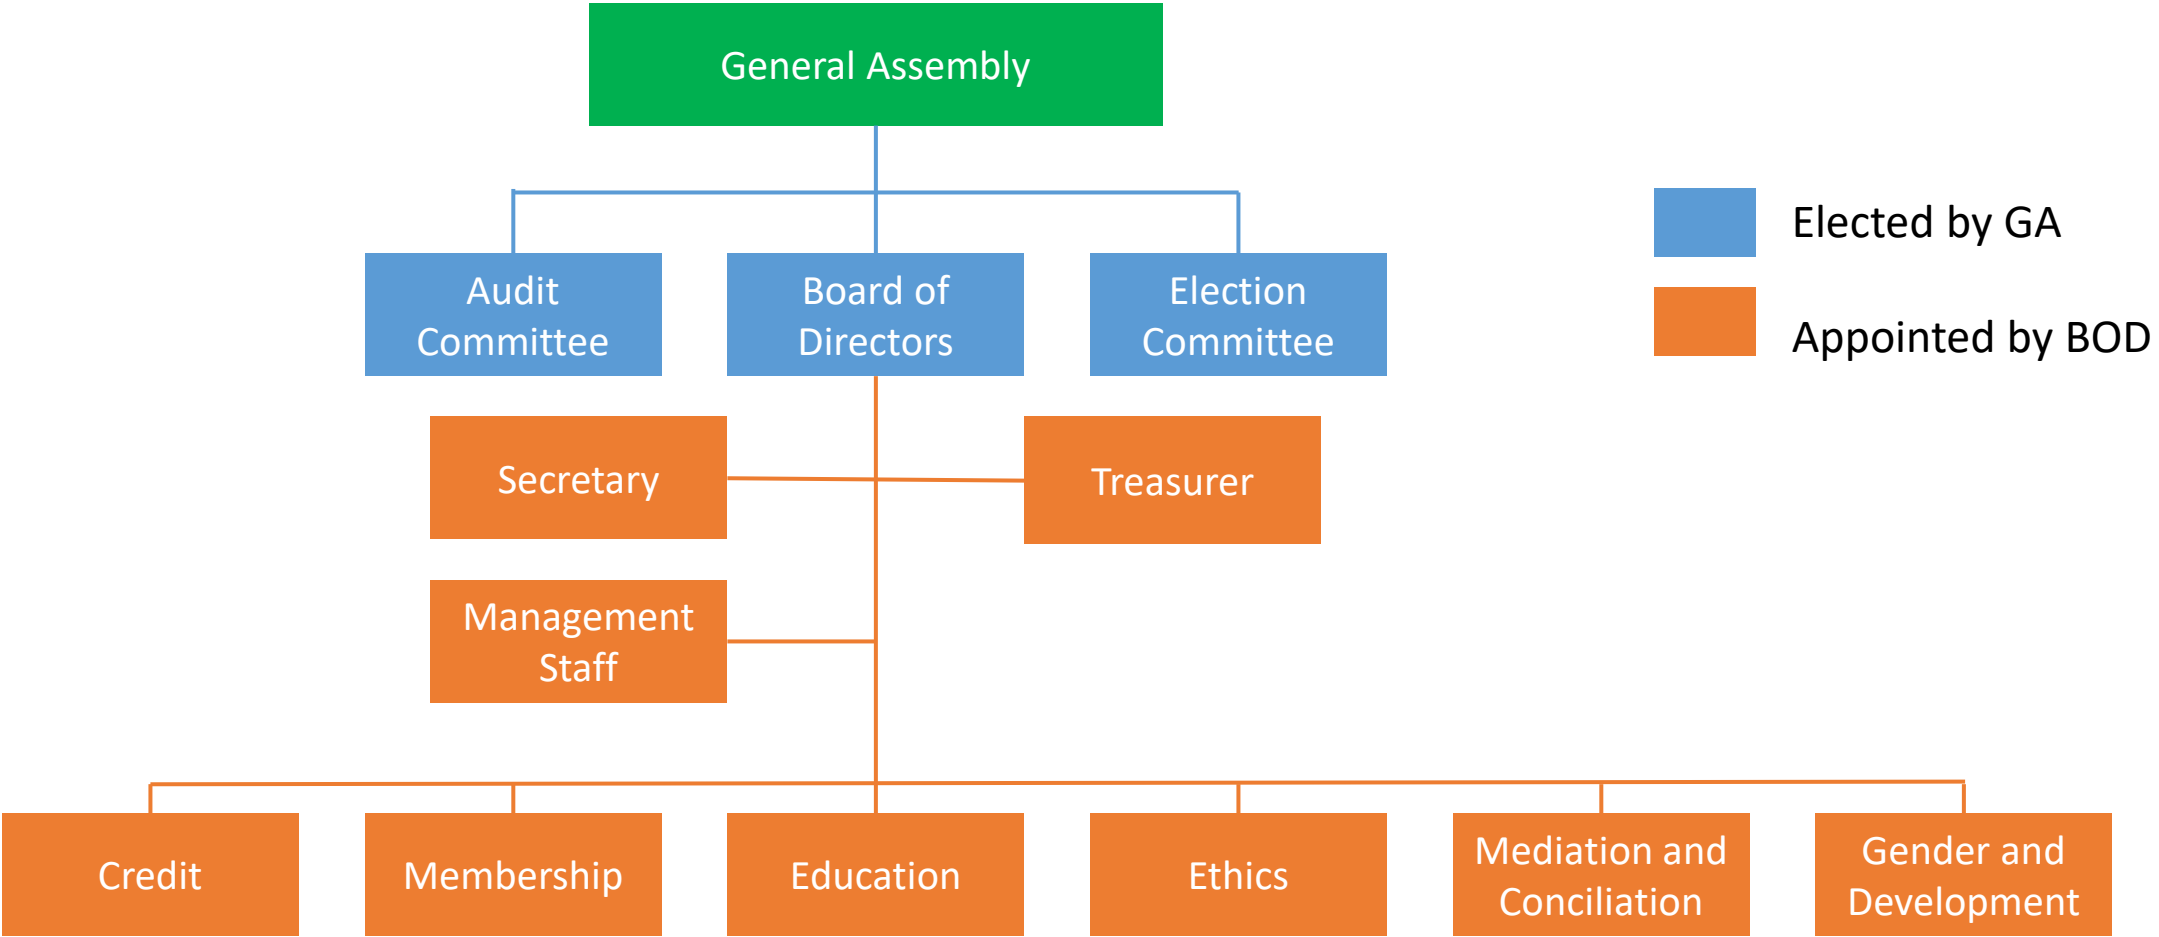 General Assembly
Elected by GA
Appointed by BOD
Audit
Committee
Board of
Directors
Election
Committee
Secretary
Treasurer
Management
Staff
Credit
Membership
Education
Ethics
Mediation and
Conciliation
Gender and
Development